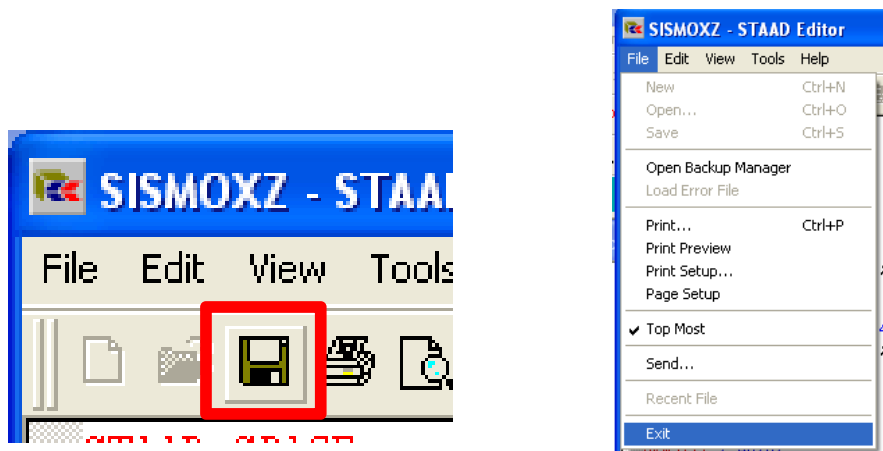 SISMOXZ - STAAD Editor
File Edit View Tools Help
New Ctrl+N
Open... Ctrl+O
Save Ctrl+S
Open Backup Manager
Load Error File
Print... Ctrl+P
Print Preview
Print Setup...
Page Setup
Top Most
Send...
Recent File
Exit
SISMOXZ - STAA
File Edit View Tools